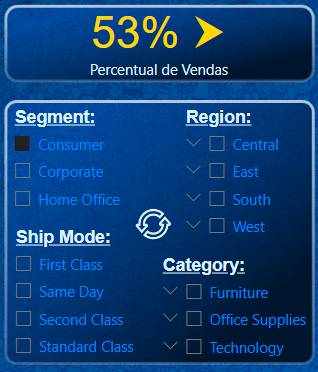 53%
Percentual de Vendas
Segment:
Consumer
Corporate
Home Office
Region:
Central
East
South
West
Ship Mode:
First Class
Same Day
Second Class
Standard Class
Category:
Furniture
Office Supplies
Technology